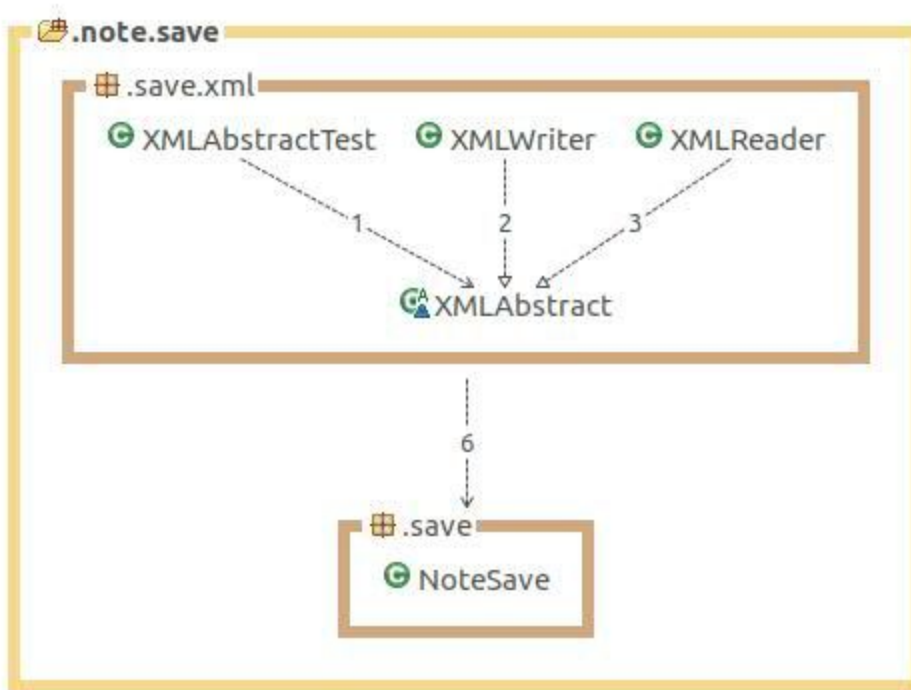 .note.save
.save.xml
XMLAbstractTest XMLWriter XMLReader
1 2 3
XMLAbstract
6
.save
NoteSave